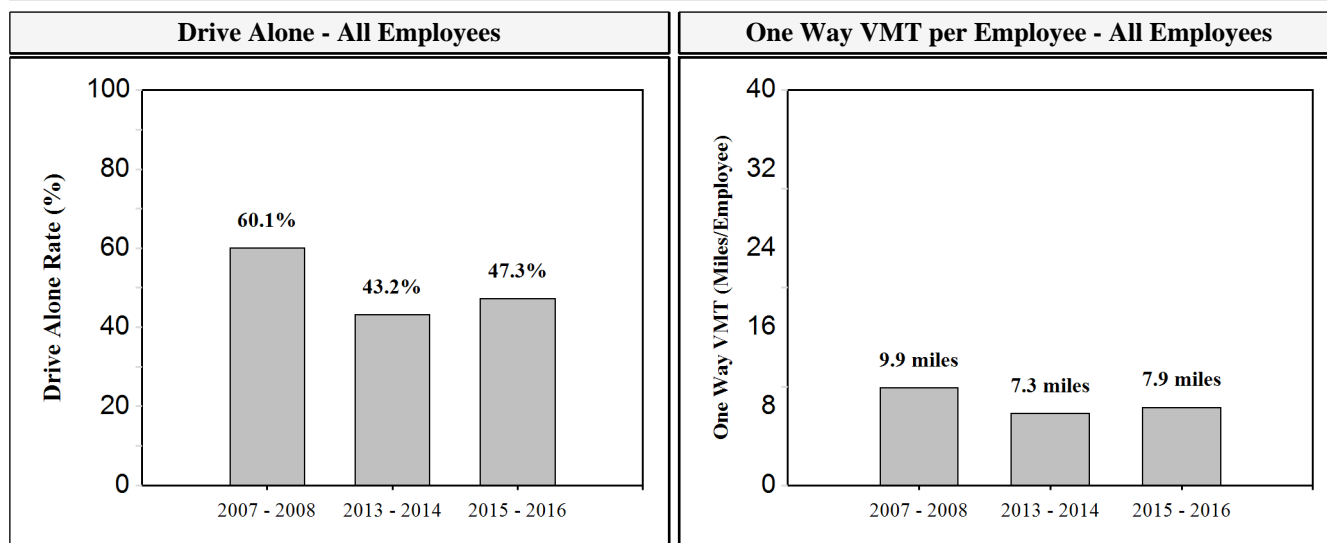 Drive Alone - All Employees
One Way VMT per Employee - All Employees
Drive Alone Rate (%)
100
80
60
40
20
0
60.1%
43.2%
47.3%
2007 - 2008
2013 - 2014
2015 - 2016
One Way VMT (Miles/Employee)
40
32
24
16
8
0
9.9 miles
7.3 miles
7.9 miles
2007 - 2008
2013 - 2014
2015 - 2016